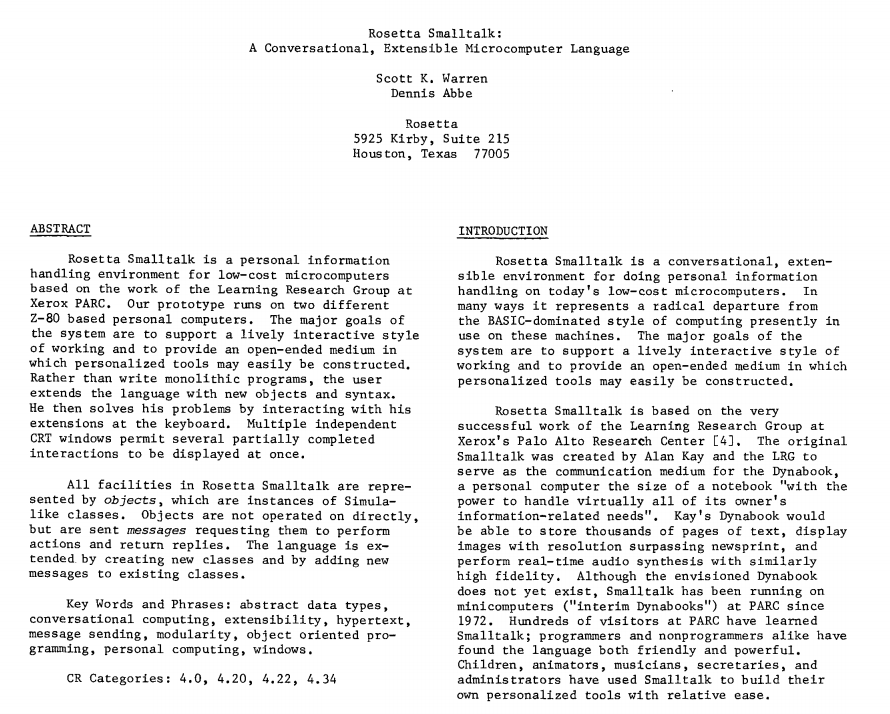 Rosetta Smalltalk:
A Conversational, Extensible Microcomputer Language
Scott K. Warren
Dennis Abbe
Rosetta
5925 Kirby, Suite 215
Houston, Texas  77005
ABSTRACT
Rosetta Smalltalk is a personal information
handling environment for low-cost microcomputers
based on the work of the Learning Research Group at
Xerox PARC.  Our prototype runs on two different
Z-80 based personal computers.  The major goals of
the system are to support a lively interactive style
of working and to provide an open-ended medium in
which personalized tools may easily be constructed.
Rather than write monolithic programs, the user
extends the language with new objects and syntax.
He then solves his problems by interacting with his
extensions at the keyboard.  Multiple independent
CRT windows permit several partially completed
interactions to be displayed at once.
All facilities in Rosetta Smalltalk are repre-
sented by objects, which are instances of Simula-
like classes.  Objects are not operated on directly,
but are sent messages requesting them to perform
actions and return replies.  The language is ex-
tended by creating new classes and by adding new
messages to existing classes.
Key Words and Phrases: abstract data types,
conversational computing, extensibility, hypertext,
message sending, modularity, object oriented pro-
gramming, personal computing, windows.
CR Categories: 4.0, 4.20, 4.22, 4.34
INTRODUCTION
Rosetta Smalltalk is a conversational, exten-
sible environment for doing personal information
handling on today's low-cost microcomputers.  In
many ways it represents a radical departure from
the BASIC-dominated style of computing presently in
use on these machines.  The major goals of the
system are to support a lively interactive style of
working and to provide an open-ended medium in which
personalized tools may easily be constructed.
Rosetta Smalltalk is based on the very
successful work of the Learning Research Group at
Xerox's Palo Alto Research Center [4].  The original
Smalltalk was created by Alan Kay and the LRG to
serve as the communication medium for the Dynabook,
a personal computer the size of a notebook "with the
power to handle virtually all of its owner's
information-related needs".  Kay's Dynabook would
be able to store thousands of pages of text, display
images with resolution surpassing newsprint, and
perform real-time audio synthesis with similarly
high fidelity.  Although the envisioned Dynabook
does not yet exist, Smalltalk has been running on
minicomputers ("interim Dynabooks") at PARC since
1972.  Hundreds of visitors at PARC have learned
Smalltalk; programmers and nonprogrammers alike have
found the language both friendly and powerful.
Children, animators, musicians, secretaries, and
administrators have used Smalltalk to build their
own personalized tools with relative ease.